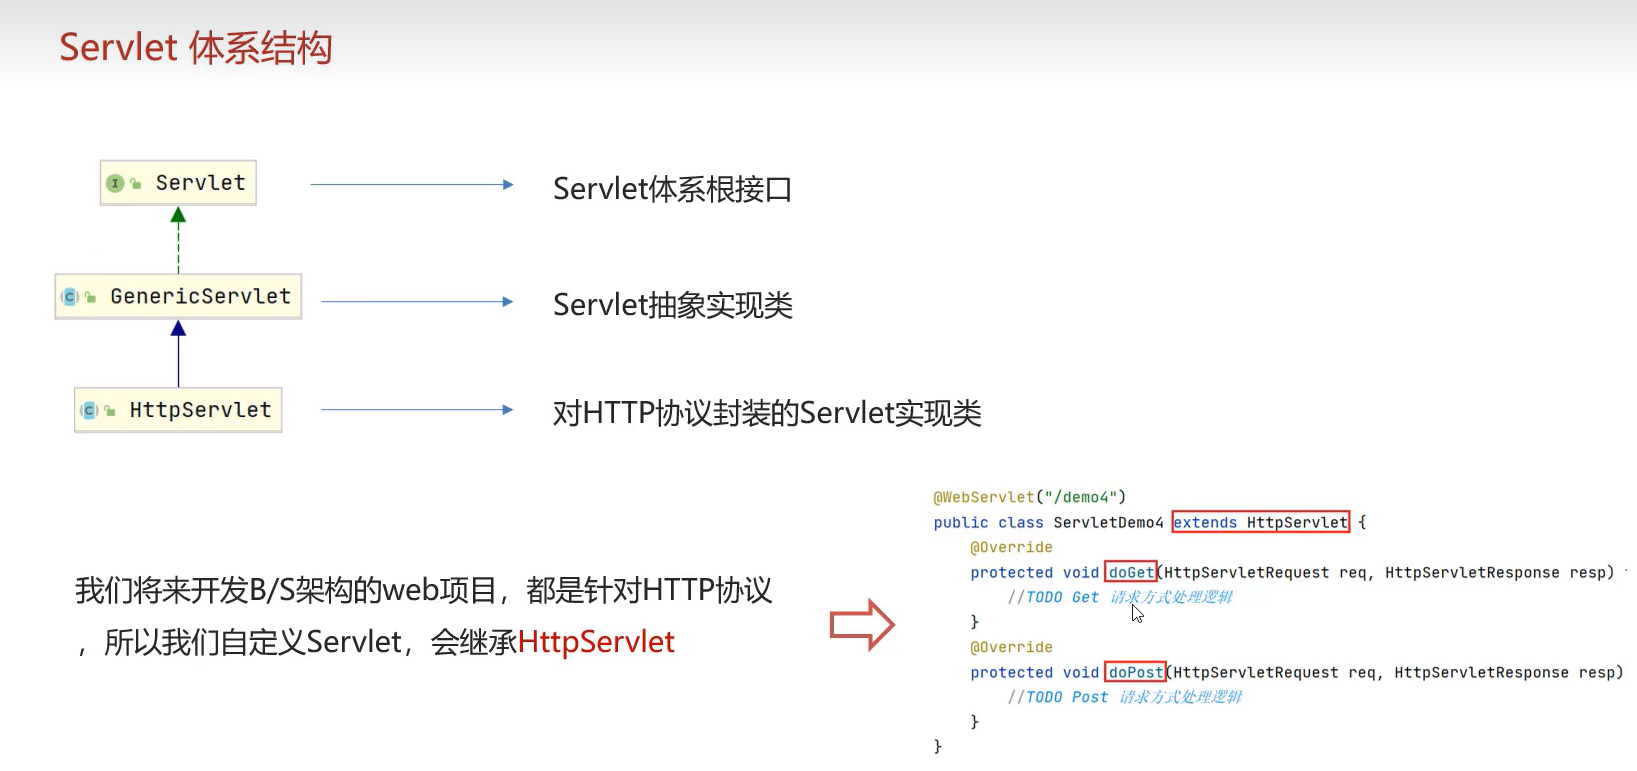 Servlet 体系结构
Servlet
Servlet体系根接口
GenericServlet
Servlet抽象实现类
HttpServlet
对HTTP协议封装的Servlet实现类
我们将来开发B/S架构的web项目，都是针对HTTP协议
，所以我们自定义Servlet，会继承HttpServlet
@WebServlet("/demo4")
public class ServletDemo4 extends HttpServlet {
@Override
protected void doGet(HttpServletRequest req, HttpServletResponse resp)
//TODO Get 请求方式处理逻辑
}
@Override
protected void doPost(HttpServletRequest req, HttpServletResponse resp)
//TODO Post 请求方式处理逻辑
}
}